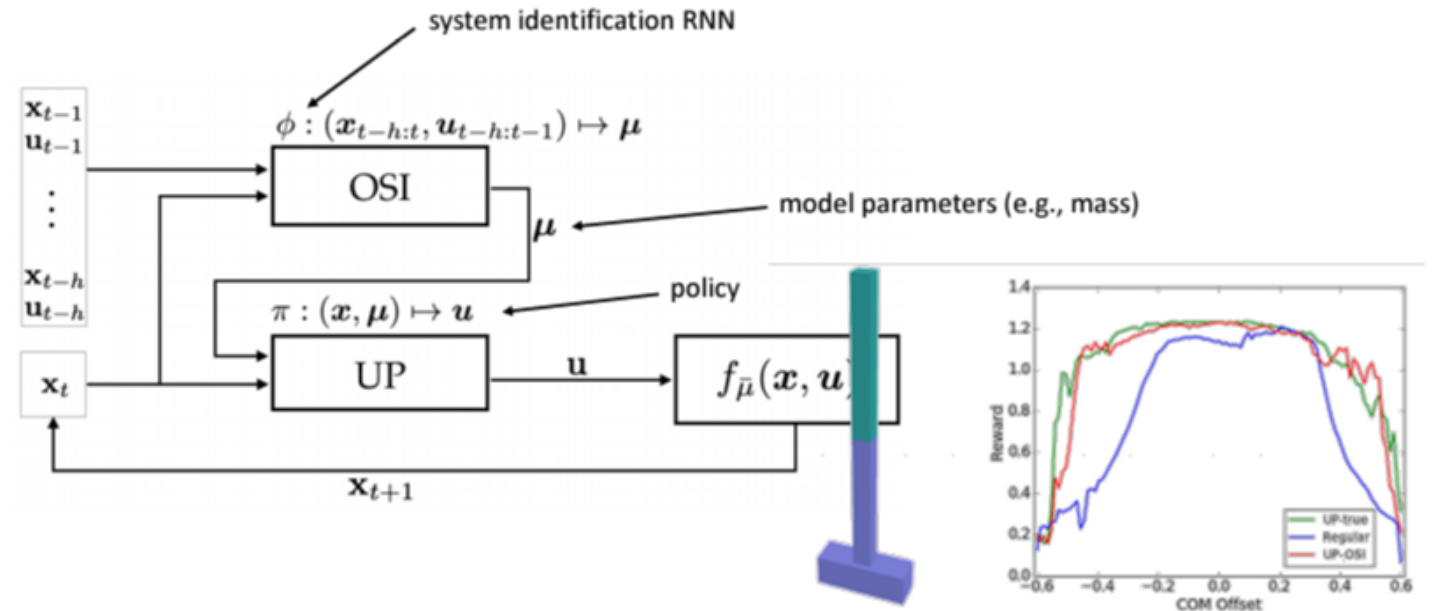 system identification RNN
x_{t−1}
u_{t−1}
⋮
x_{t−h}
u_{t−h}
x_t
ϕ : (x_{t−h:t}, u_{t−h:t−1}) ↦ μ
OSI
μ
model parameters (e.g., mass)
policy
π : (x, μ) ↦ u
UP
u
f_{μ̄}(x, u)
x_{t+1}
1.4
1.2
1.0
0.8
0.6
0.4
0.2
0.0
Reward
−0.6 −0.4 −0.2 0.0 0.2 0.4 0.6
COM Offset
UP-true
Regular
UP-OSI